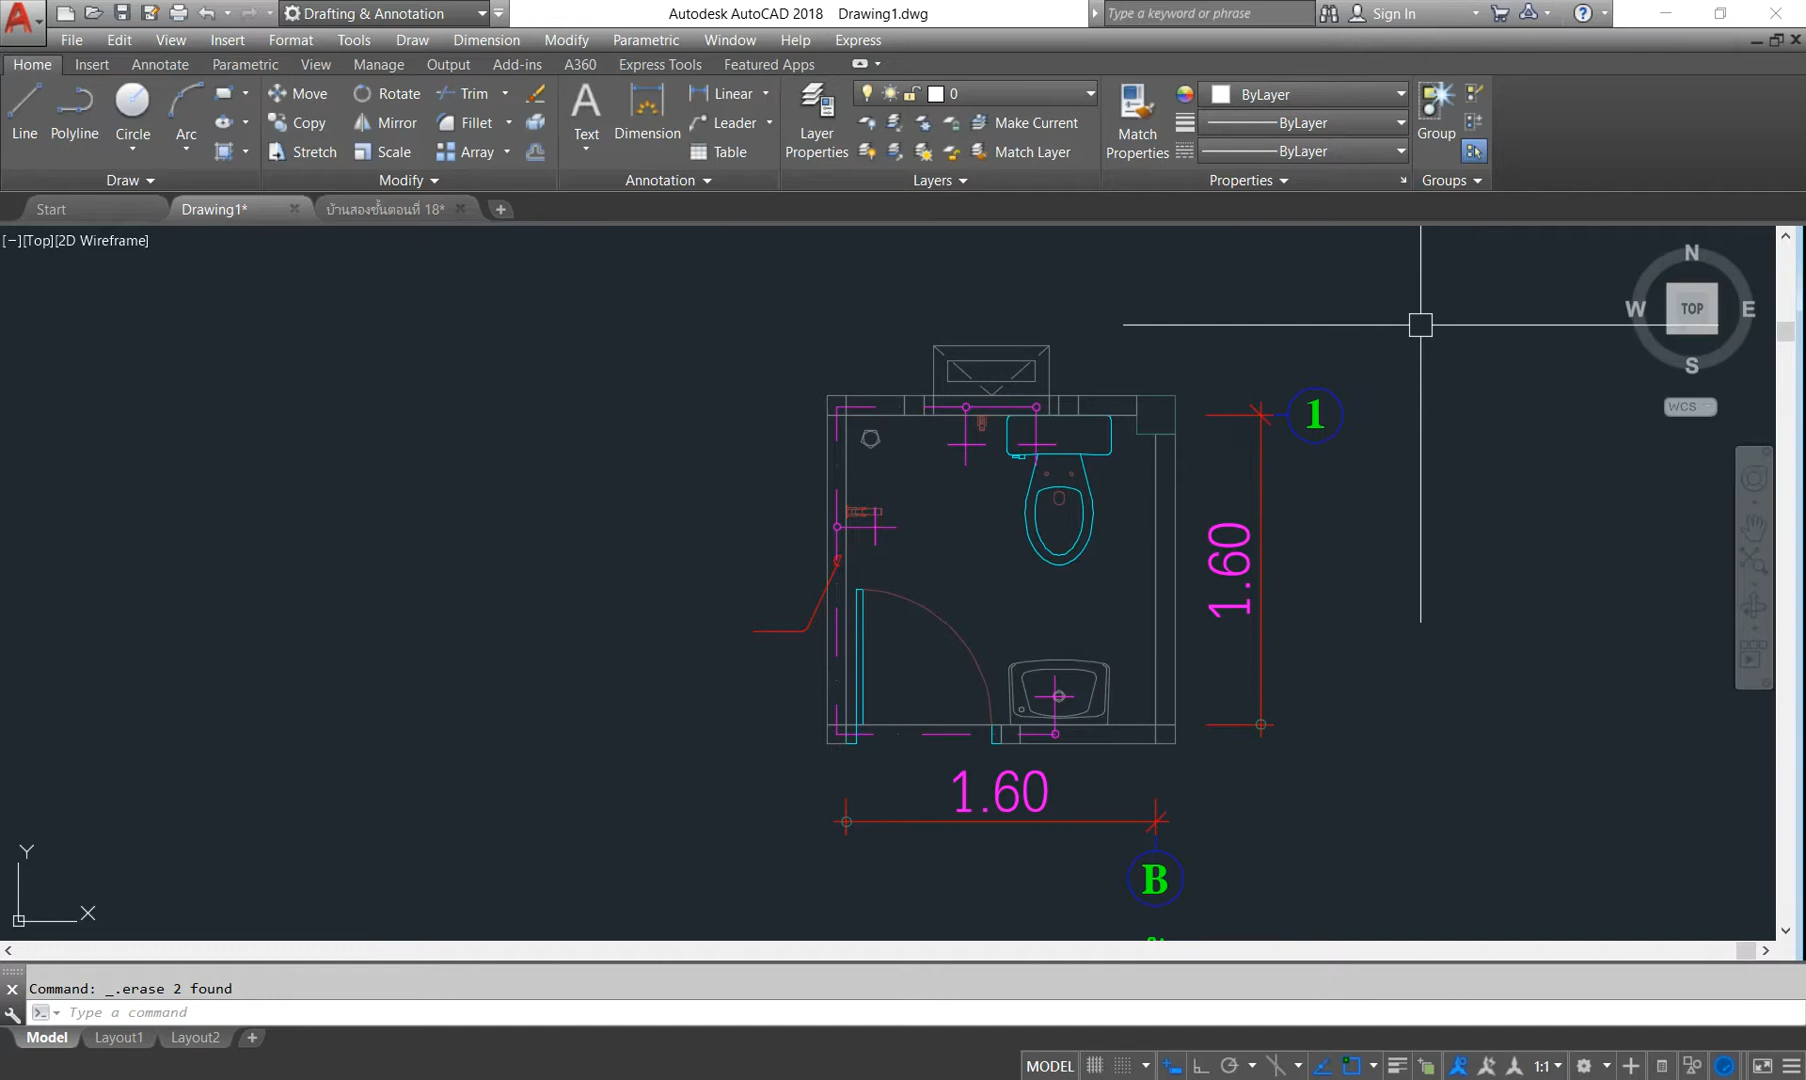 Drafting & Annotation
Autodesk AutoCAD 2018 Drawing1.dwg
Type a keyword or phrase
Sign In
File Edit View Insert Format Tools Draw Dimension Modify Parametric Window Help Express
Home Insert Annotate Parametric View Manage Output Add-ins A360 Express Tools Featured Apps
Move Rotate Trim
Linear
0
ByLayer
Copy Mirror Fillet
Leader
Make Current
ByLayer
Line Polyline Circle Arc
Text Dimension
Layer Properties
Match Properties
Group
Stretch Scale Array
Table
Match Layer
ByLayer
Draw Modify Annotation Layers Properties Groups
Start Drawing1* บ้านสองชั้นตอนที่ 18*
[−][Top][2D Wireframe]
N
W TOP E
S
WCS
1
1.60
1.60
B
Y
X
Command: _.erase 2 found
Type a command
Model Layout1 Layout2
MODEL 1:1